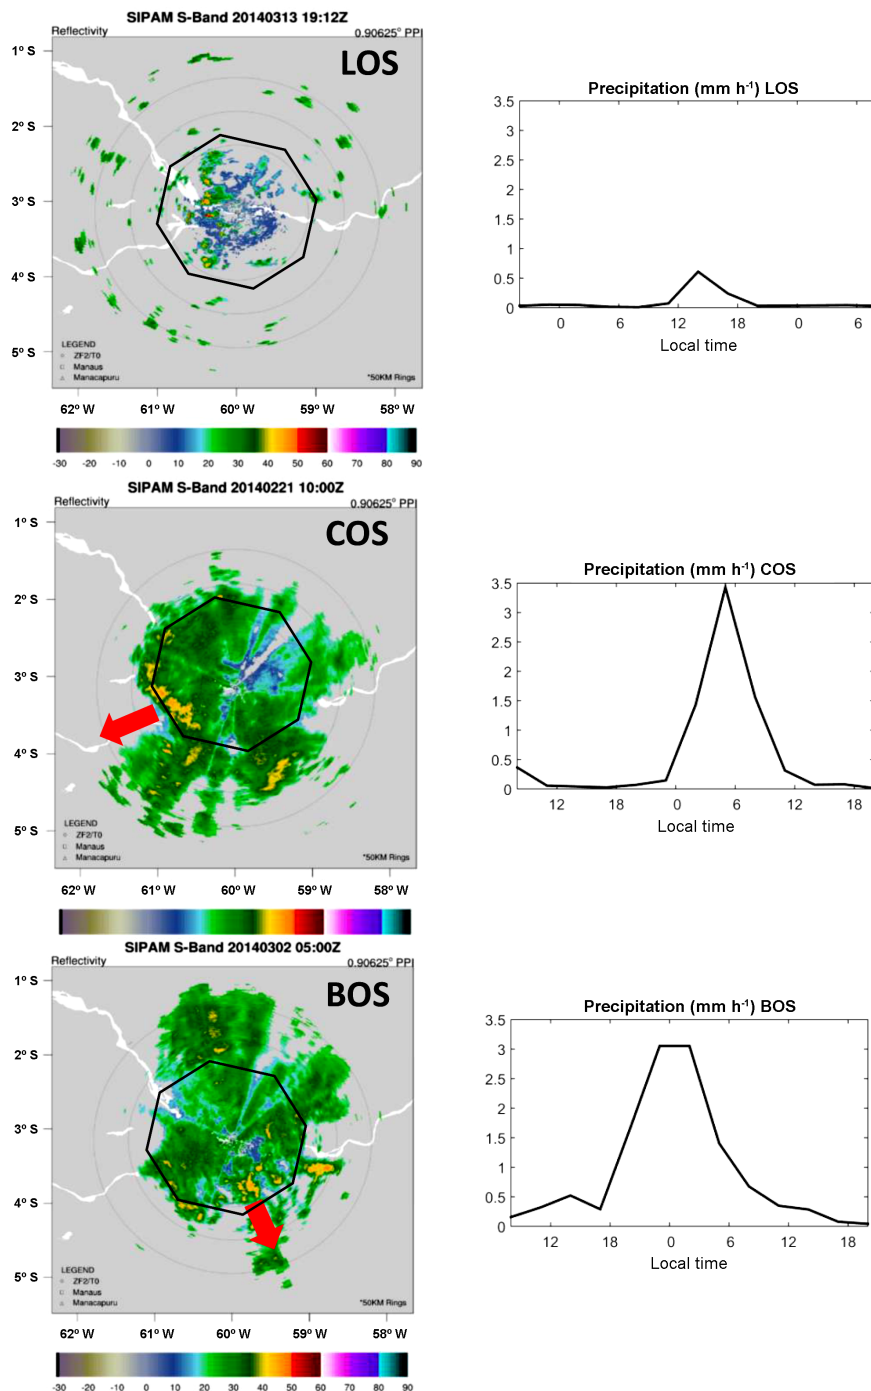 SIPAM S-Band 20140313 19:12Z
Reflectivity 0.90625° PPI
LOS
1° S
2° S
3° S
4° S
5° S
LEGEND
ZF2/T0
Manaus
Manacapuru
*50KM Rings
62° W 61° W 60° W 59° W 58° W
-30 -20 -10 0 10 20 30 40 50 60 70 80 90
Precipitation (mm h-1) LOS
3.5
3
2.5
2
1.5
1
0.5
0
0 6 12 18 0 6
Local time
SIPAM S-Band 20140221 10:00Z
Reflectivity 0.90625° PPI
COS
1° S
2° S
3° S
4° S
5° S
LEGEND
ZF2/T0
Manaus
Manacapuru
*50KM Rings
62° W 61° W 60° W 59° W 58° W
Precipitation (mm h-1) COS
3.5
3
2.5
2
1.5
1
0.5
0
12 18 0 6 12 18
Local time
SIPAM S-Band 20140302 05:00Z
Reflectivity 0.90625° PPI
BOS
1° S
2° S
3° S
4° S
5° S
LEGEND
ZF2/T0
Manaus
Manacapuru
*50KM Rings
62° W 61° W 60° W 59° W 58° W
-30 -20 -10 0 10 20 30 40 50 60 70 80 90
Precipitation (mm h-1) BOS
3.5
3
2.5
2
1.5
1
0.5
0
12 18 0 6 12 18
Local time